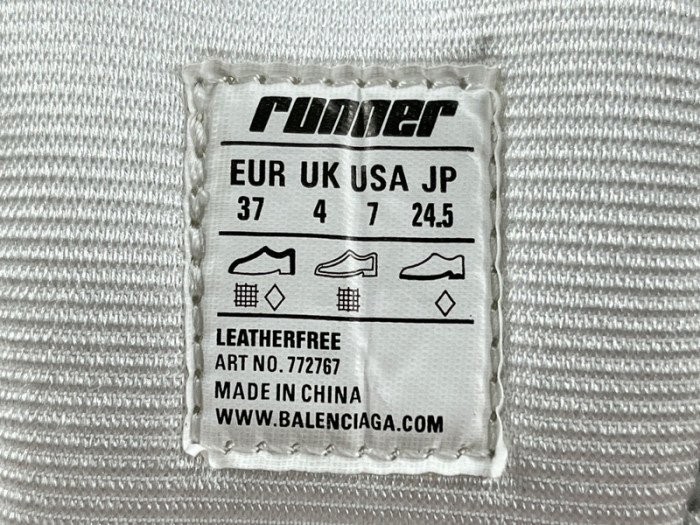 runner
EUR UK USA JP
37 4 7 24.5
LEATHERFREE
ART NO. 772767
MADE IN CHINA
WWW.BALENCIAGA.COM